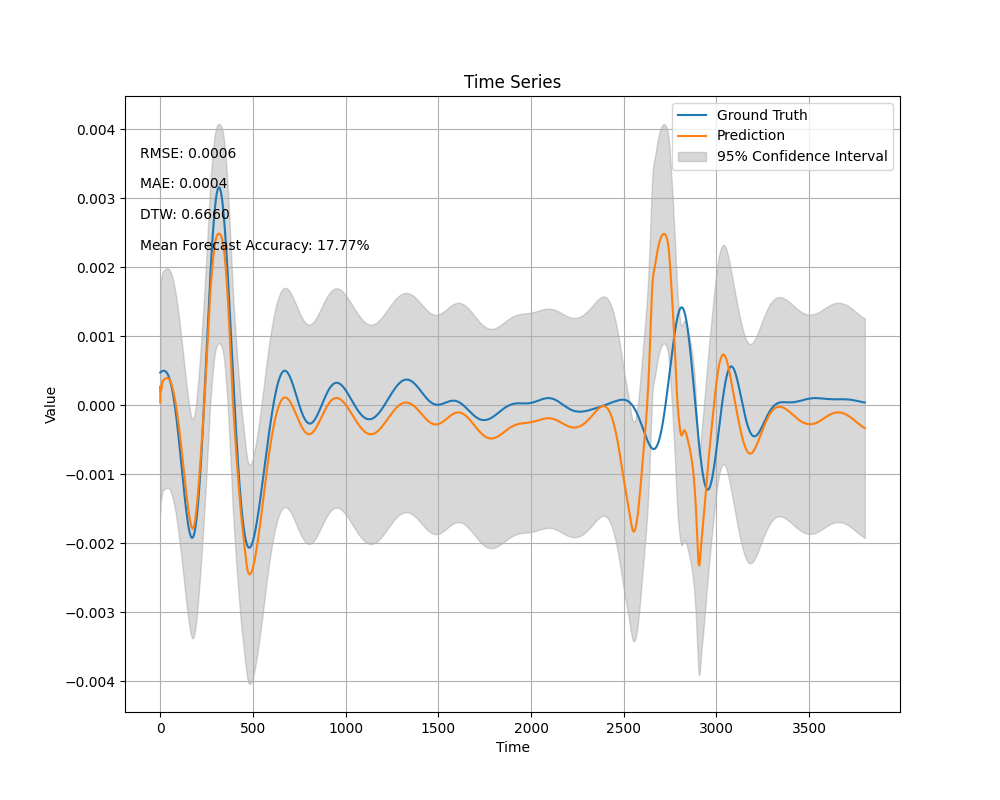 Time Series
Ground Truth
Prediction
95% Confidence Interval
RMSE: 0.0006
MAE: 0.0004
DTW: 0.6660
Mean Forecast Accuracy: 17.77%
Value
0.004
0.003
0.002
0.001
0.000
−0.001
−0.002
−0.003
−0.004
0 500 1000 1500 2000 2500 3000 3500
Time